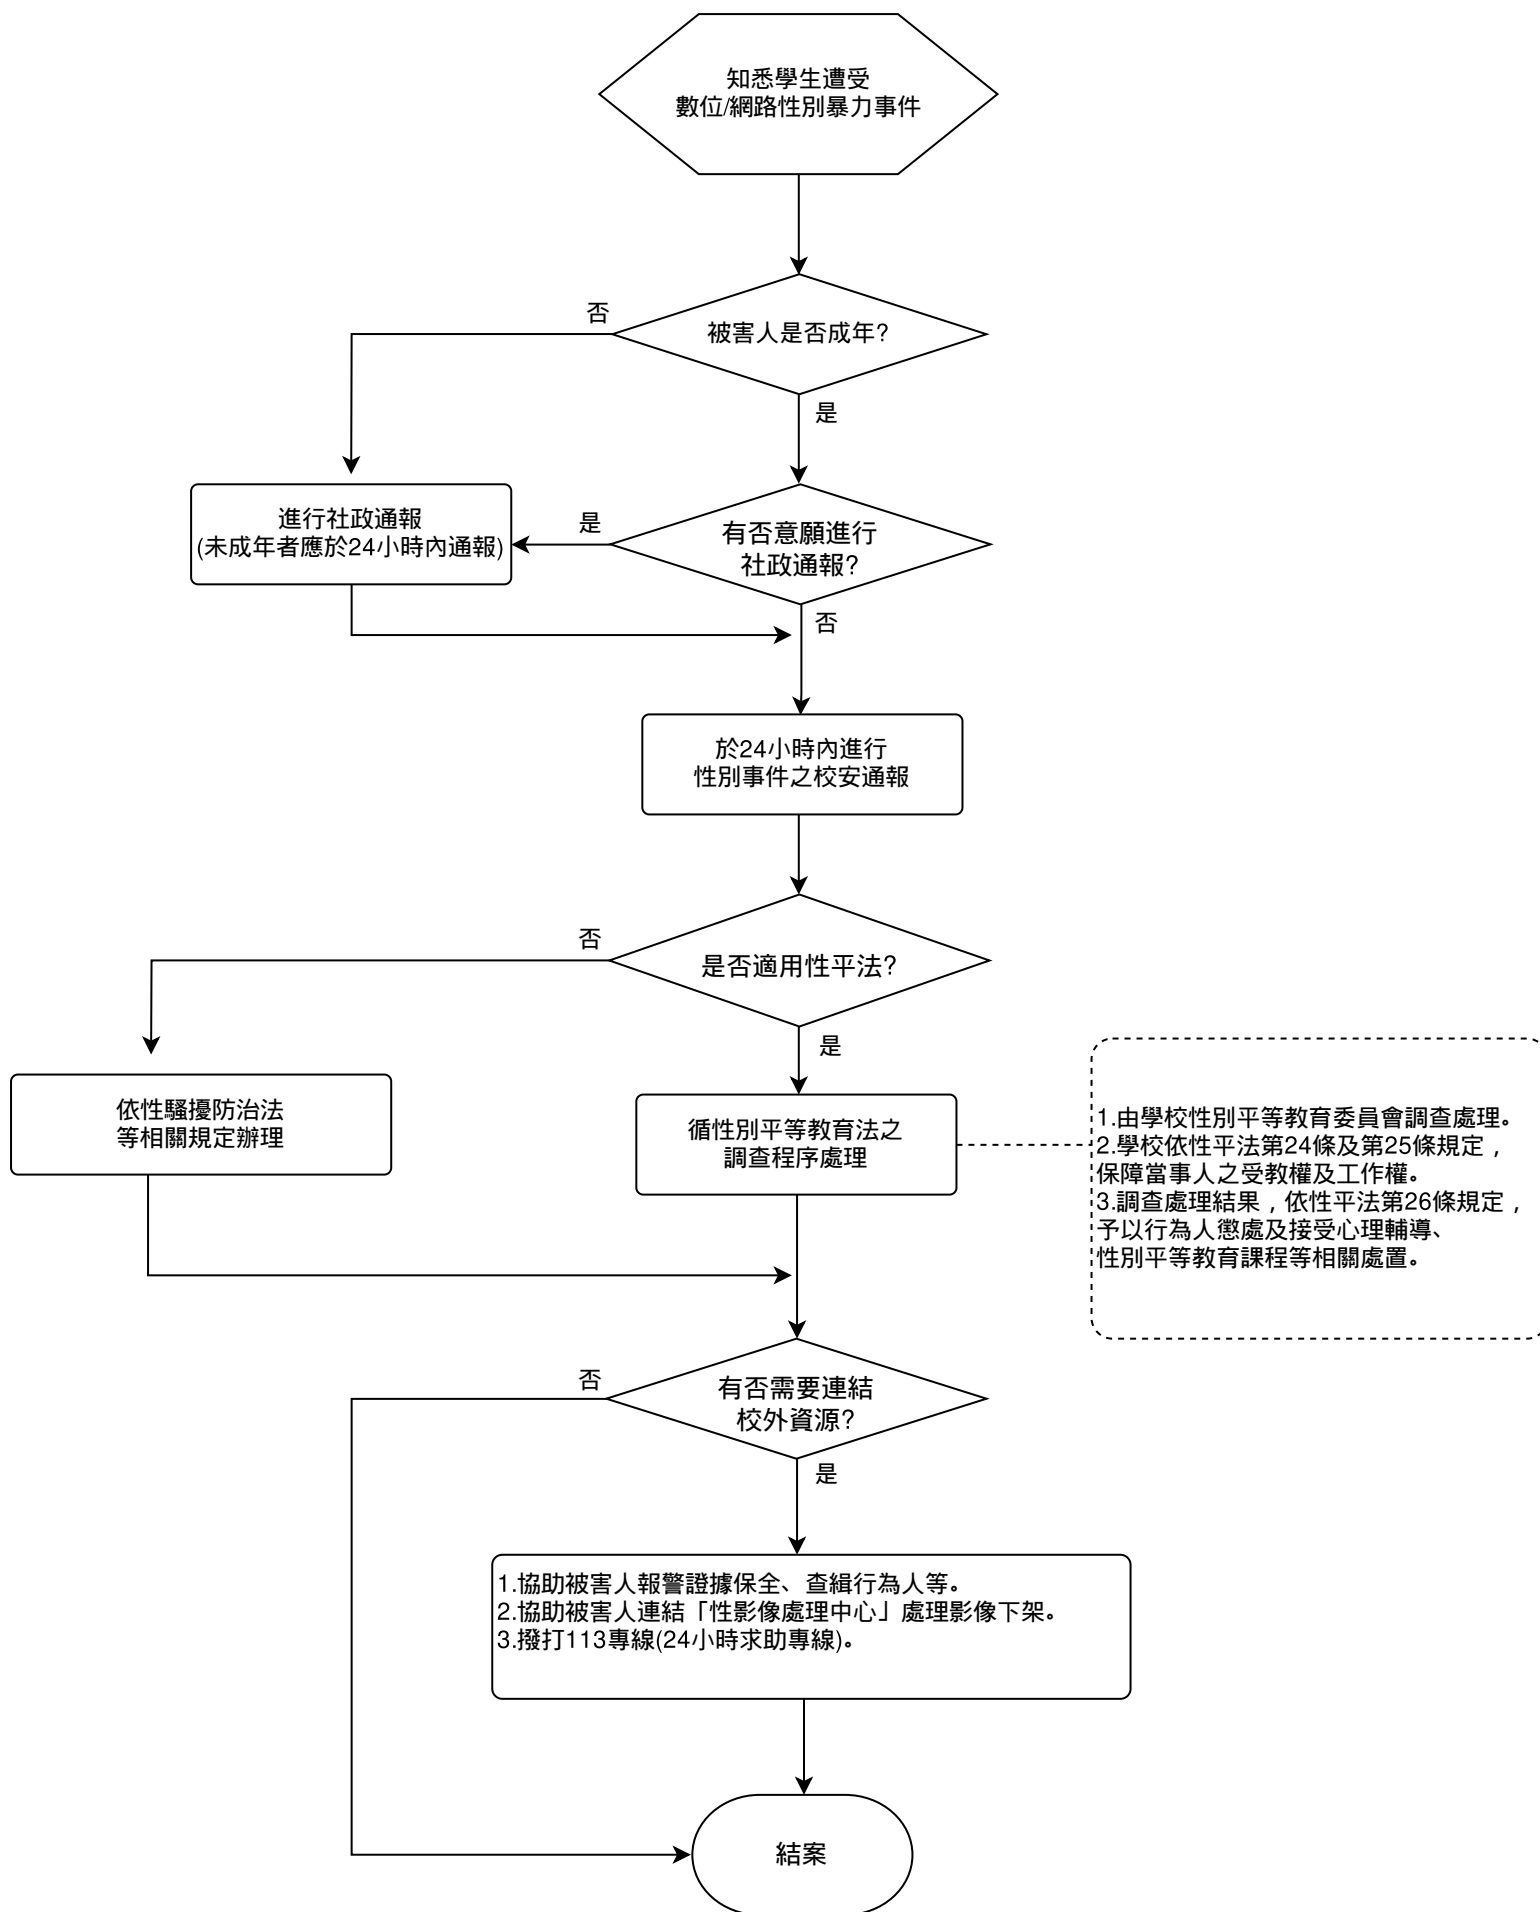 知悉學生遭受
數位/網路性別暴力事件
否
被害人是否成年?
是
進行社政通報
(未成年者應於24小時內通報)
是
有否意願進行
社政通報?
否
於24小時內進行
性別事件之校安通報
否
是否適用性平法?
是
依性騷擾防治法
等相關規定辦理
循性別平等教育法之
調查程序處理
1.由學校性別平等教育委員會調查處理。
2.學校依性平法第24條及第25條規定，
保障當事人之受教權及工作權。
3.調查處理結果，依性平法第26條規定，
予以行為人懲處及接受心理輔導、
性別平等教育課程等相關處置。
否
有否需要連結
校外資源?
是
1.協助被害人報警證據保全、查緝行為人等。
2.協助被害人連結「性影像處理中心」處理影像下架。
3.撥打113專線(24小時求助專線)。
結案